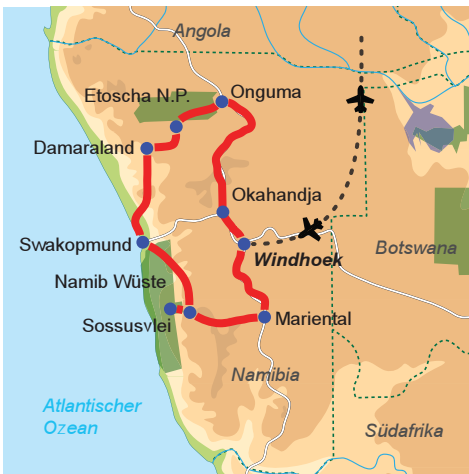 Angola
Etoscha N.P.
Onguma
Damaraland
Okahandja
Swakopmund
Windhoek
Botswana
Namib Wüste
Sossusvlei
Mariental
Namibia
Atlantischer
Ozean
Südafrika